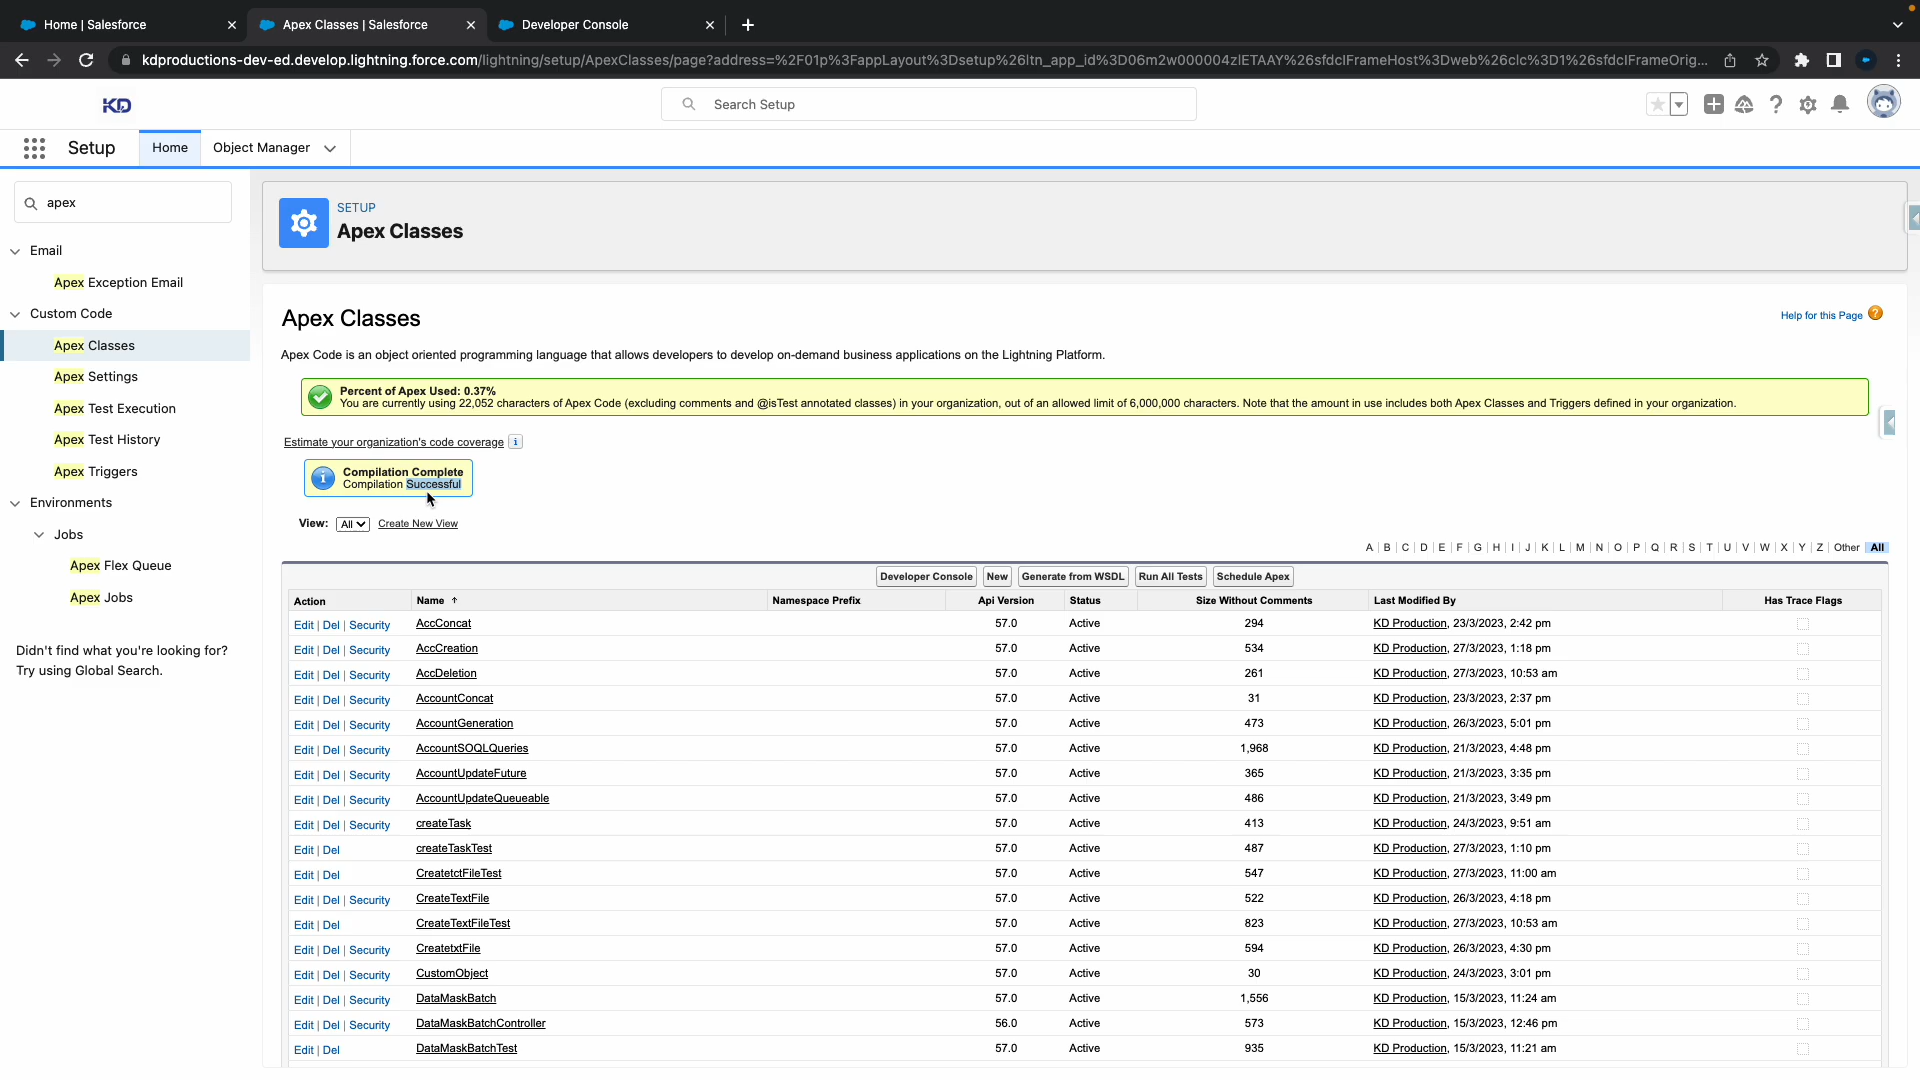 Home | Salesforce
Apex Classes | Salesforce
Developer Console
kdproductions-dev-ed.develop.lightning.force.com/lightning/setup/ApexClasses/page?address=%2F01p%3FappLayout%3Dsetup%26ltn_app_id%3D06m2w000004zlETAAY%26sfdcIFrameHost%3Dweb%26clc%3D1%26sfdcIFrameOrig...
KD
Search Setup
Setup
Home
Object Manager
apex
Email
Apex Exception Email
Custom Code
Apex Classes
Apex Settings
Apex Test Execution
Apex Test History
Apex Triggers
Environments
Jobs
Apex Flex Queue
Apex Jobs
Didn't find what you're looking for?
Try using Global Search.
SETUP
Apex Classes
Apex Classes
Help for this Page ?
Apex Code is an object oriented programming language that allows developers to develop on-demand business applications on the Lightning Platform.
Percent of Apex Used: 0.37%
You are currently using 22,052 characters of Apex Code (excluding comments and @isTest annotated classes) in your organization, out of an allowed limit of 6,000,000 characters. Note that the amount in use includes both Apex Classes and Triggers defined in your organization.
Estimate your organization's code coverage i
Compilation Complete
Compilation Successful
View: All Create New View
A | B | C | D | E | F | G | H | I | J | K | L | M | N | O | P | Q | R | S | T | U | V | W | X | Y | Z | Other All
Developer Console New Generate from WSDL Run All Tests Schedule Apex
Action Name ↑ Namespace Prefix Api Version Status Size Without Comments Last Modified By Has Trace Flags
Edit | Del | Security AccConcat 57.0 Active 294 KD Production, 23/3/2023, 2:42 pm
Edit | Del | Security AccCreation 57.0 Active 534 KD Production, 27/3/2023, 1:18 pm
Edit | Del | Security AccDeletion 57.0 Active 261 KD Production, 27/3/2023, 10:53 am
Edit | Del | Security AccountConcat 57.0 Active 31 KD Production, 23/3/2023, 2:37 pm
Edit | Del | Security AccountGeneration 57.0 Active 473 KD Production, 26/3/2023, 5:01 pm
Edit | Del | Security AccountSOQLQueries 57.0 Active 1,968 KD Production, 21/3/2023, 4:48 pm
Edit | Del | Security AccountUpdateFuture 57.0 Active 365 KD Production, 21/3/2023, 3:35 pm
Edit | Del | Security AccountUpdateQueueable 57.0 Active 486 KD Production, 21/3/2023, 3:49 pm
Edit | Del | Security createTask 57.0 Active 413 KD Production, 24/3/2023, 9:51 am
Edit | Del createTaskTest 57.0 Active 487 KD Production, 27/3/2023, 1:10 pm
Edit | Del CreatetctFileTest 57.0 Active 547 KD Production, 27/3/2023, 11:00 am
Edit | Del | Security CreateTextFile 57.0 Active 522 KD Production, 26/3/2023, 4:18 pm
Edit | Del CreateTextFileTest 57.0 Active 823 KD Production, 27/3/2023, 10:53 am
Edit | Del | Security CreatetxtFile 57.0 Active 594 KD Production, 26/3/2023, 4:30 pm
Edit | Del | Security CustomObject 57.0 Active 30 KD Production, 24/3/2023, 3:01 pm
Edit | Del | Security DataMaskBatch 57.0 Active 1,556 KD Production, 15/3/2023, 11:24 am
Edit | Del | Security DataMaskBatchController 56.0 Active 573 KD Production, 15/3/2023, 12:46 pm
Edit | Del DataMaskBatchTest 57.0 Active 935 KD Production, 15/3/2023, 11:21 am